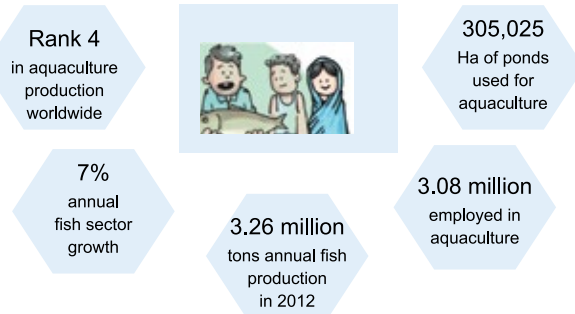 Rank 4
in aquaculture
production
worldwide
305,025
Ha of ponds
used for
aquaculture
7%
annual
fish sector
growth
3.26 million
tons annual fish
production
in 2012
3.08 million
employed in
aquaculture